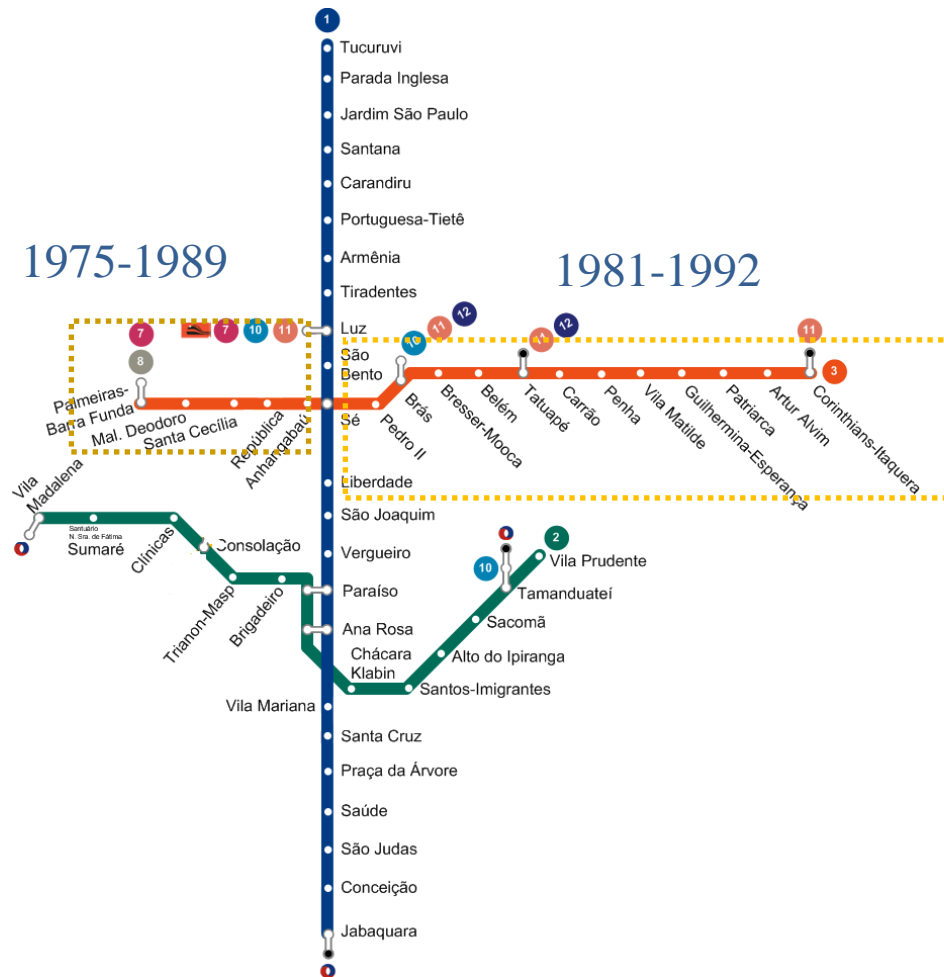 1
Tucuruvi
Parada Inglesa
Jardim São Paulo
Santana
Carandiru
Portuguesa-Tietê
Armênia
Tiradentes
Luz
São
Bento
Sé
Liberdade
São Joaquim
Vergueiro
Paraíso
Ana Rosa
Chácara
Klabin
Vila Mariana
Santa Cruz
Praça da Árvore
Saúde
São Judas
Conceição
Jabaquara
1975-1989
1981-1992
7
8
7
10
11
Palmeiras-
Barra Funda
Mal. Deodoro
Santa Cecília
República
Anhangabaú
Pedro II
10
11
12
Brás
Bresser-Mooca
Belém
11
12
Tatuapé
Carrão
Penha
Vila Matilde
Guilhermina-Esperança
Patriarca
Artur Alvim
11
Corinthians-Itaquera
3
Vila
Madalena
Santuário
N. Sra. de Fátima
Sumaré
Clínicas
Consolação
Trianon-Masp
Brigadeiro
Santos-Imigrantes
Alto do Ipiranga
Sacomã
Tamanduateí
10
Vila Prudente
2